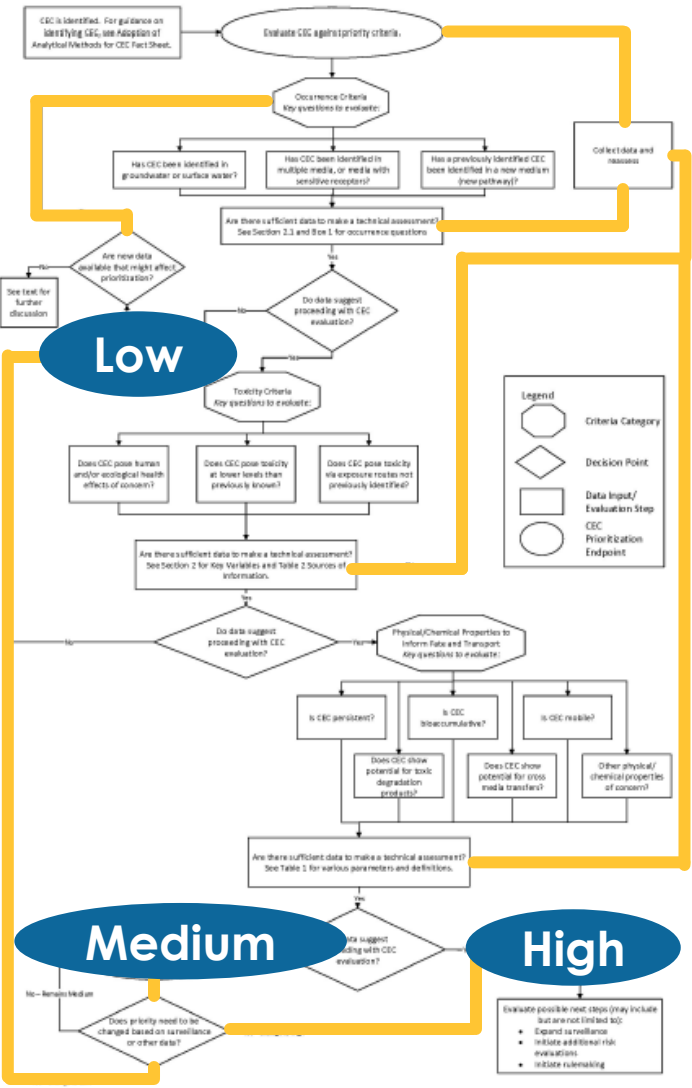 CEC is identified. For guidance on
identifying CEC, see Adoption of
Analytical Methods for CEC Fact Sheet.
Evaluate CEC against priority criteria.
Occurrence Criteria
Key questions to evaluate:
Collect data and
reassess
Has CEC been identified in
groundwater or surface water?
Has CEC been identified in
multiple media, or media with
sensitive receptors?
Has a previously identified CEC
been identified in a new medium
(new pathway)?
Are there sufficient data to make a technical assessment?
See Section 2.1 and Box 1 for occurrence questions
Yes
Are new data
available that might affect
prioritization?
No
See text for
further
discussion
Do data suggest
proceeding with CEC
evaluation?
No
Yes
Low
Toxicity Criteria
Key questions to evaluate:
Legend
Criteria Category
Decision Point
Data Input/
Evaluation Step
CEC
Prioritization
Endpoint
Does CEC pose human
and/or ecological health
effects of concern?
Does CEC pose toxicity
at lower levels than
previously known?
Does CEC pose toxicity
via exposure routes not
previously identified?
Are there sufficient data to make a technical assessment?
See Section 2 for Key Variables and Table 2 Sources of
information.
Yes
Do data suggest
proceeding with CEC
evaluation?
No
Yes
Physical/Chemical Properties to
Inform Fate and Transport
Key questions to evaluate:
Is CEC persistent?
Is CEC
bioaccumulative?
Is CEC mobile?
Does CEC show
potential for toxic
degradation
products?
Does CEC show
potential for cross
media transfers?
Other physical/
chemical properties
of concern?
Are there sufficient data to make a technical assessment?
See Table 1 for various parameters and definitions.
Yes
Medium
data suggest
ding with CEC
evaluation?
High
No—Remains Medium
Does priority need to be
changed based on surveillance
or other data?
Evaluate possible next steps (may include
but are not limited to):
• Expand surveillance
• Initiate additional risk
evaluations
• Initiate rulemaking